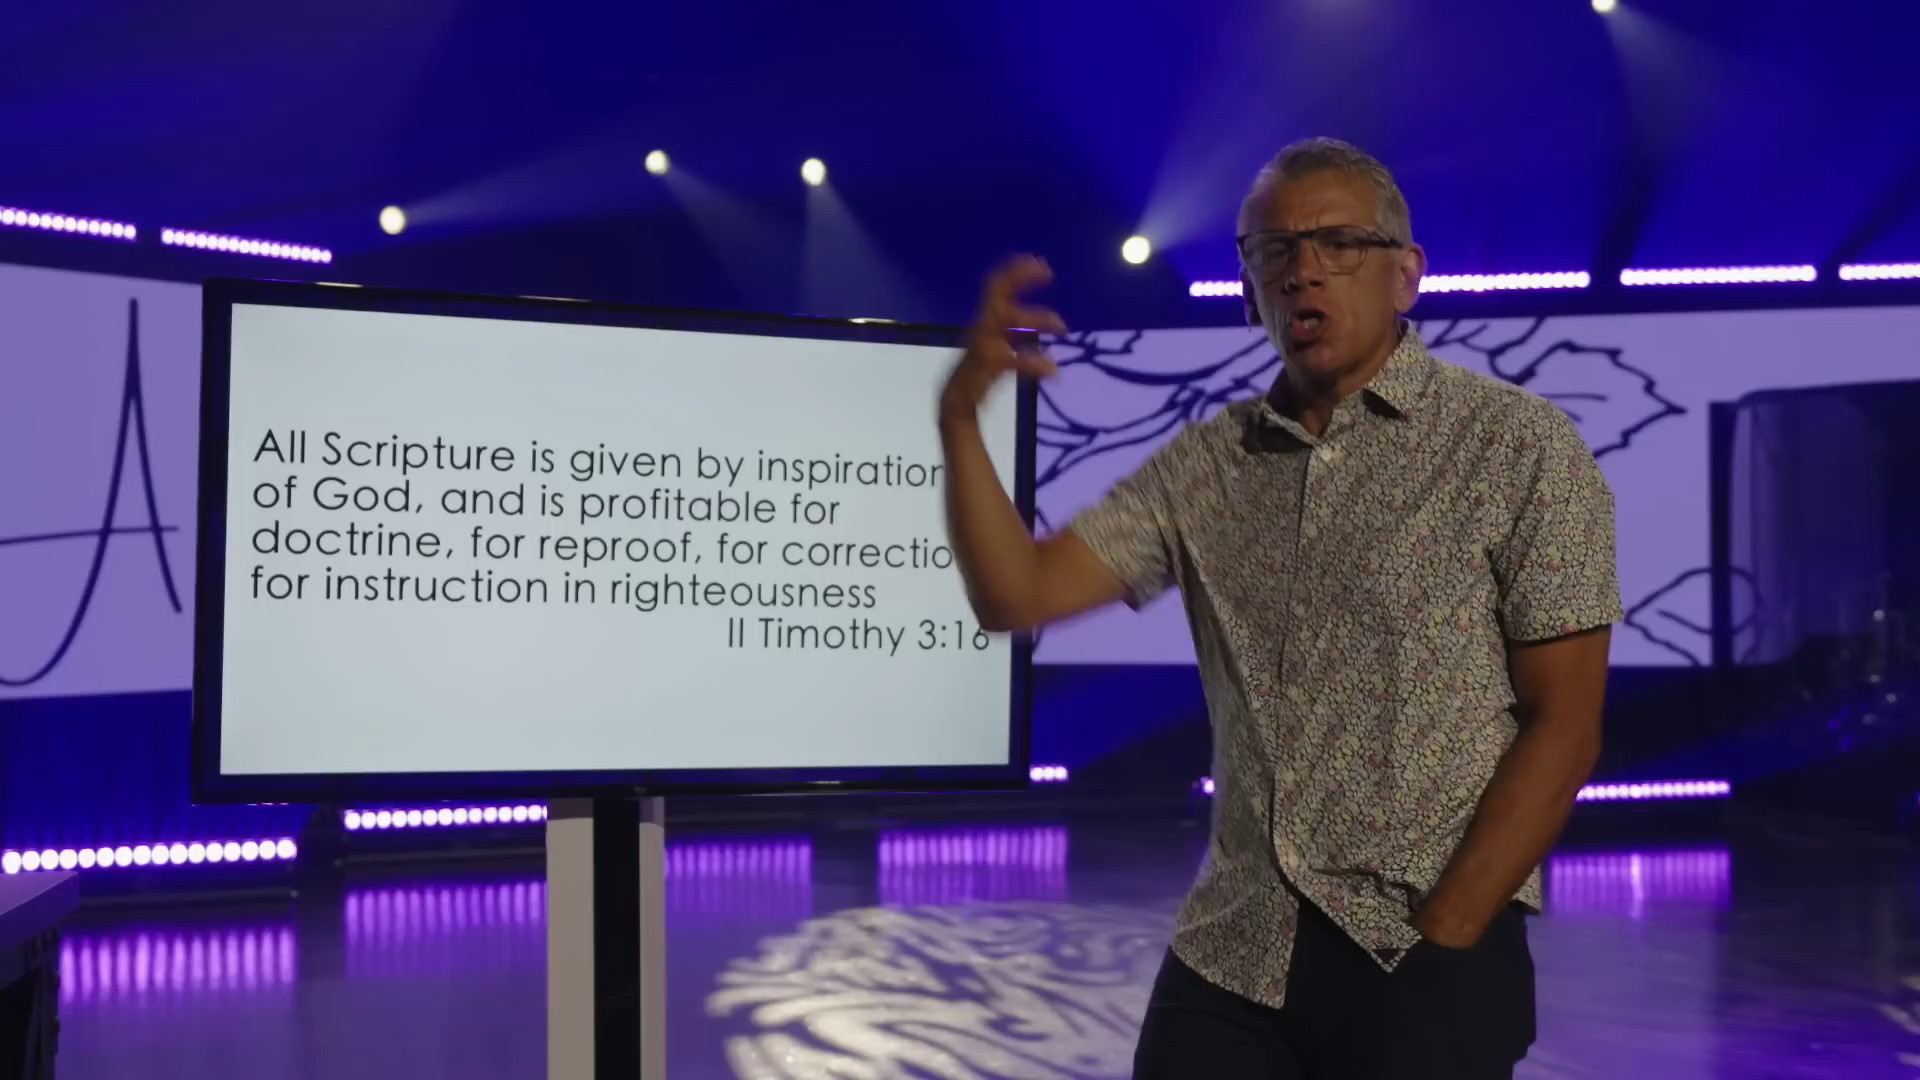 All Scripture is given by inspiration
of God, and is profitable for
doctrine, for reproof, for correctio
for instruction in righteousness
II Timothy 3:16
A